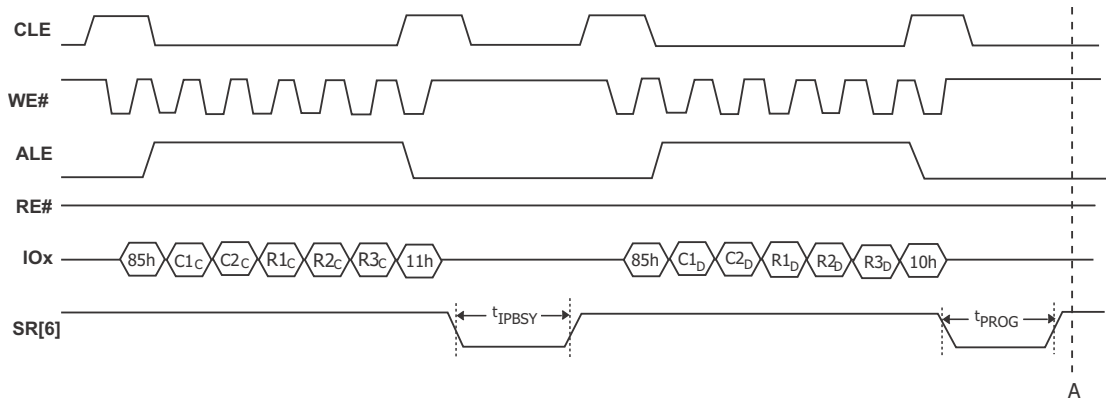 CLE
WE#
ALE
RE#
IOx 85h C1C C2C R1C R2C R3C 11h 85h C1D C2D R1D R2D R3D 10h
SR[6] tIPBSY tPROG
A